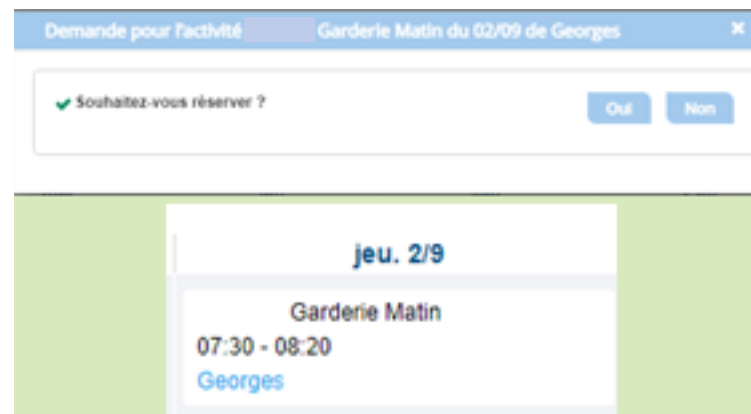 Demande pour l'activité Garderie Matin du 02/09 de Georges ×
Souhaitez-vous réserver ?
Oui Non
jeu. 2/9
Garderie Matin
07:30 - 08:20
Georges